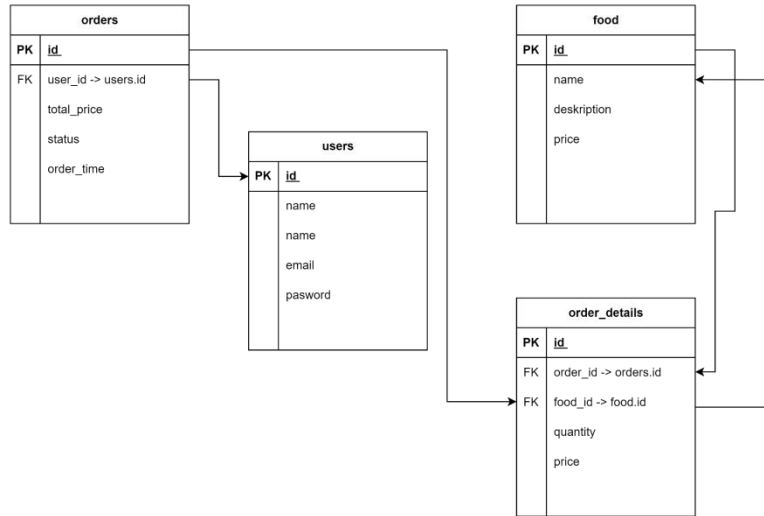 orders
PK id
FK user_id -> users.id
total_price
status
order_time
users
PK id
name
name
email
pasword
food
PK id
name
deskription
price
order_details
PK id
FK order_id -> orders.id
FK food_id -> food.id
quantity
price